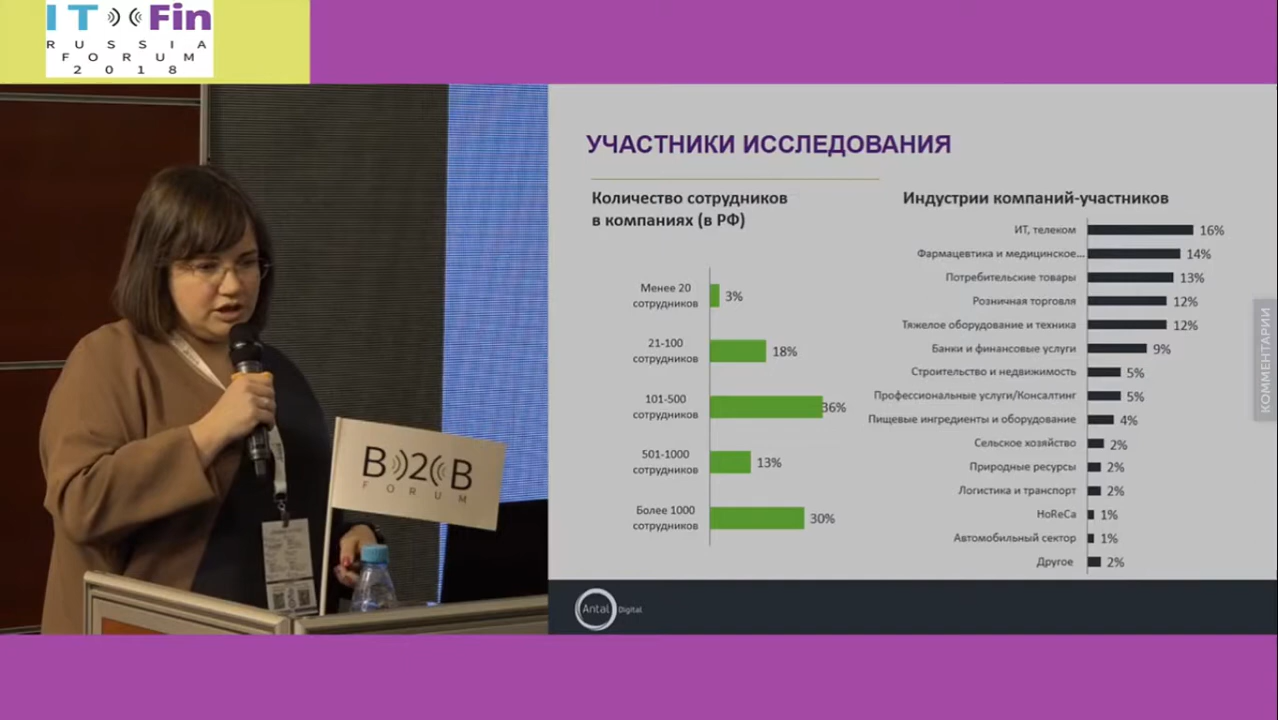 IT Fin
RUSSIA
FORUM
2018
УЧАСТНИКИ ИССЛЕДОВАНИЯ
Количество сотрудников
в компаниях (в РФ)
Менее 20
сотрудников
3%
21-100
сотрудников
18%
101-500
сотрудников
36%
501-1000
сотрудников
13%
Более 1000
сотрудников
30%
Индустрии компаний-участников
ИТ, телеком 16%
Фармацевтика и медицинское... 14%
Потребительские товары 13%
Розничная торговля 12%
Тяжелое оборудование и техника 12%
Банки и финансовые услуги 9%
Строительство и недвижимость 5%
Профессиональные услуги/Консалтинг 5%
Пищевые ингредиенты и оборудование 4%
Сельское хозяйство 2%
Природные ресурсы 2%
Логистика и транспорт 2%
HoReCa 1%
Автомобильный сектор 1%
Другое 2%
КОММЕНТАРИИ
B2B
FORUM
Antal Digital